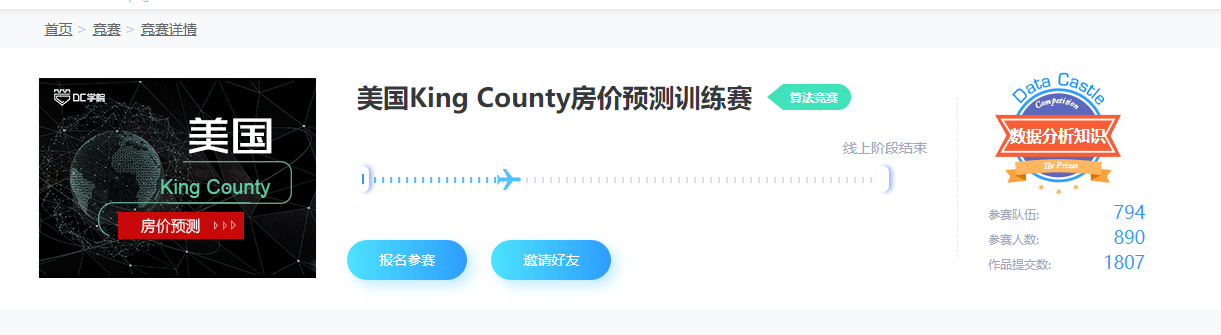 首页 > 竞赛 > 竞赛详情
DC学院
美国
King County
房价预测
美国King County房价预测训练赛
算法竞赛
线上阶段结束
报名参赛
邀请好友
Data Castle
Competition
数据分析知识
The Prizes
参赛队伍: 794
参赛人数: 890
作品提交数: 1807